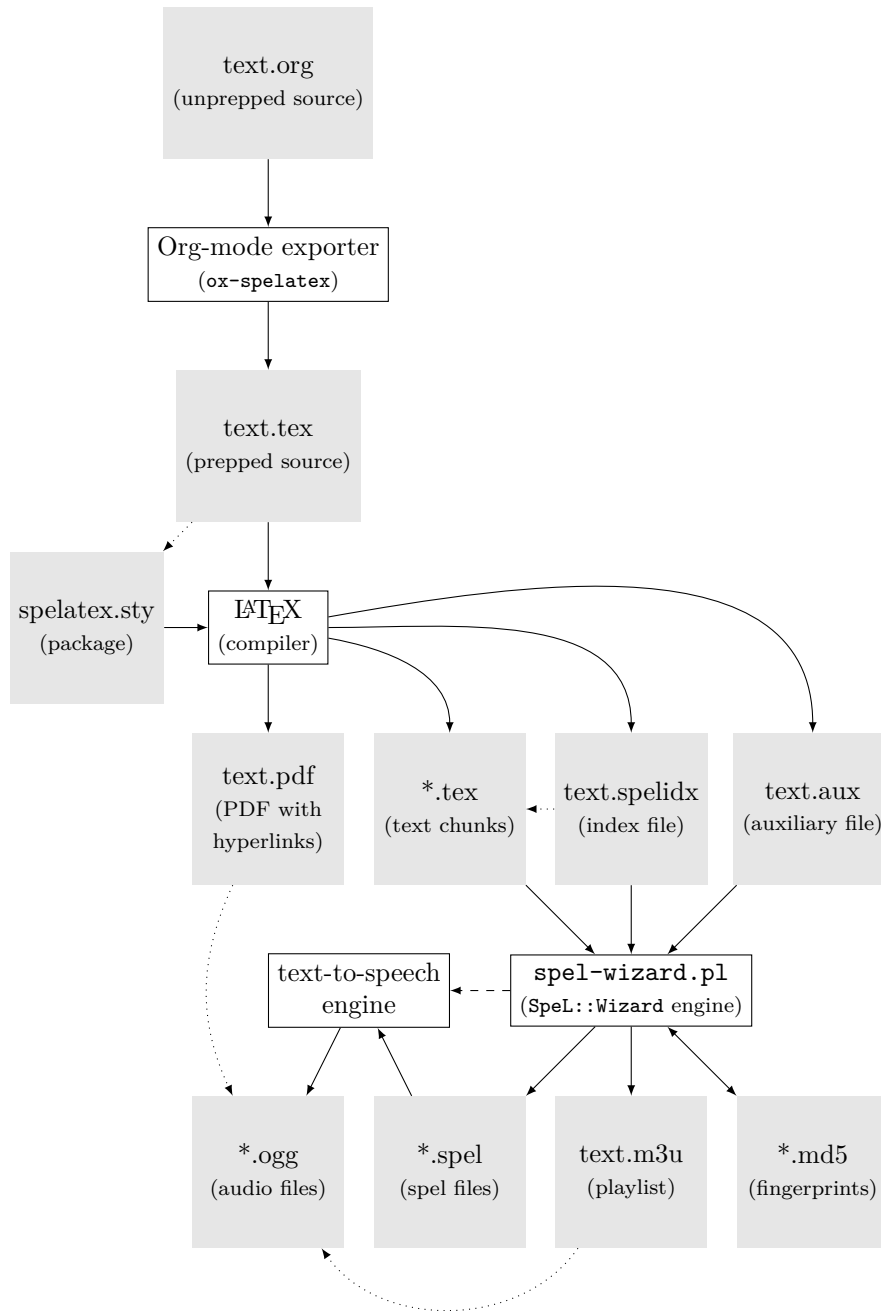 text.org
(unprepped source)
Org-mode exporter
(ox-spelatex)
text.tex
(prepped source)
spelatex.sty
(package)
LATEX
(compiler)
text.pdf
(PDF with
hyperlinks)
*.tex
(text chunks)
text.spelidx
(index file)
text.aux
(auxiliary file)
text-to-speech
engine
spel-wizard.pl
(SpeL::Wizard engine)
*.ogg
(audio files)
*.spel
(spel files)
text.m3u
(playlist)
*.md5
(fingerprints)